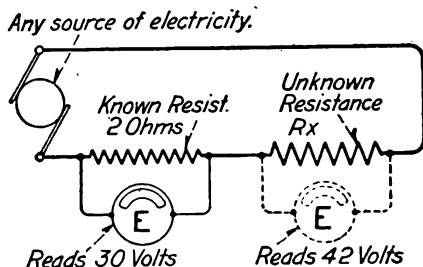 Any source of electricity.
Known Resist.
2 Ohms
Unknown
Resistance
Rx
E
E
Reads 30 Volts
Reads 42 Volts